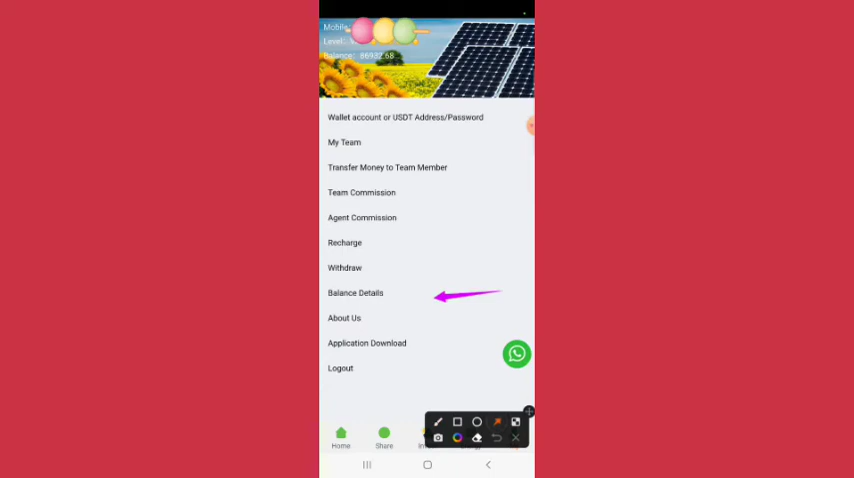 Mobile
Level:
Balance: 86932.68
Wallet account or USDT Address/Password
My Team
Transfer Money to Team Member
Team Commission
Agent Commission
Recharge
Withdraw
Balance Details
About Us
Application Download
Logout
Home Share